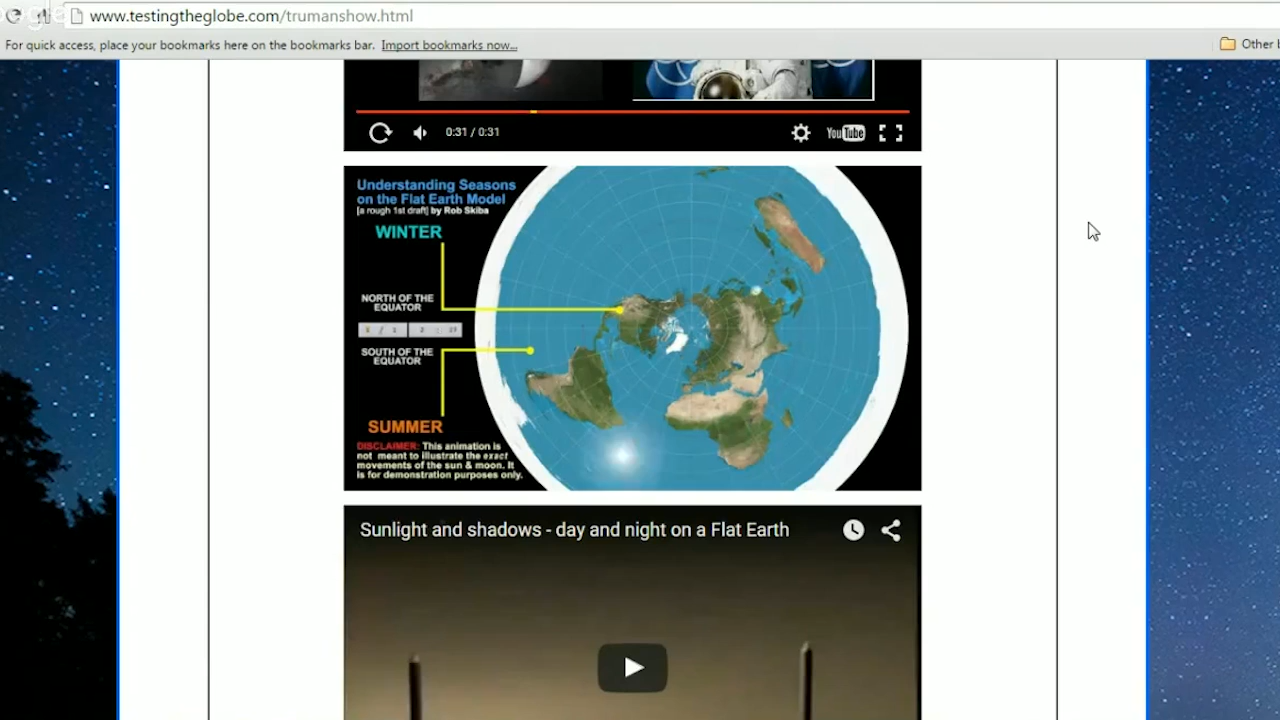 www.testingtheglobe.com/trumanshow.html
For quick access, place your bookmarks here on the bookmarks bar. Import bookmarks now...
Other
0:31 / 0:31
YouTube
Understanding Seasons
on the Flat Earth Model
[a rough 1st draft] by Rob Skiba
WINTER
NORTH OF THE
EQUATOR
SOUTH OF THE
EQUATOR
SUMMER
DISCLAIMER: This animation is
not meant to illustrate the exact
movements of the sun & moon. It
is for demonstration purposes only.
Sunlight and shadows - day and night on a Flat Earth